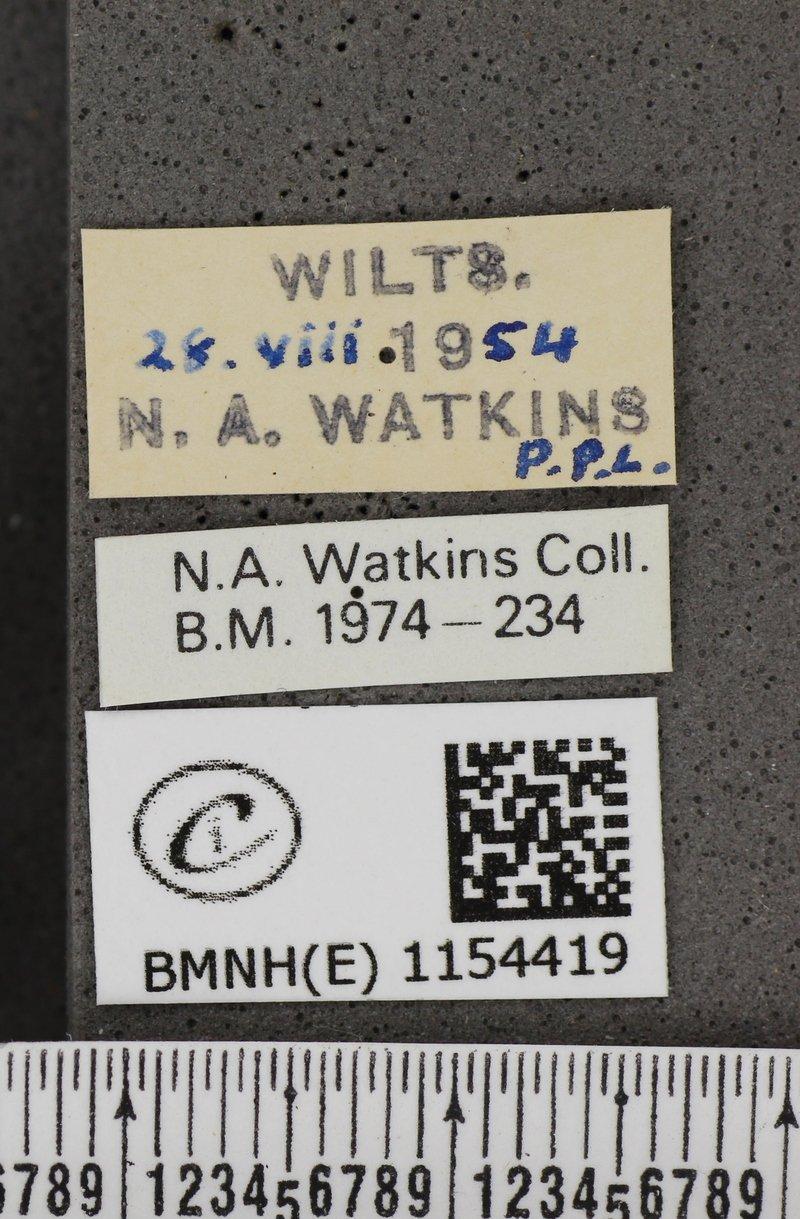 WILTS.
28.viii.1954
N. A. WATKINS
P.P.L.
N.A. Watkins Coll.
B.M. 1974–234
C
BMNH(E) 1154419
6789 123456789 123456789